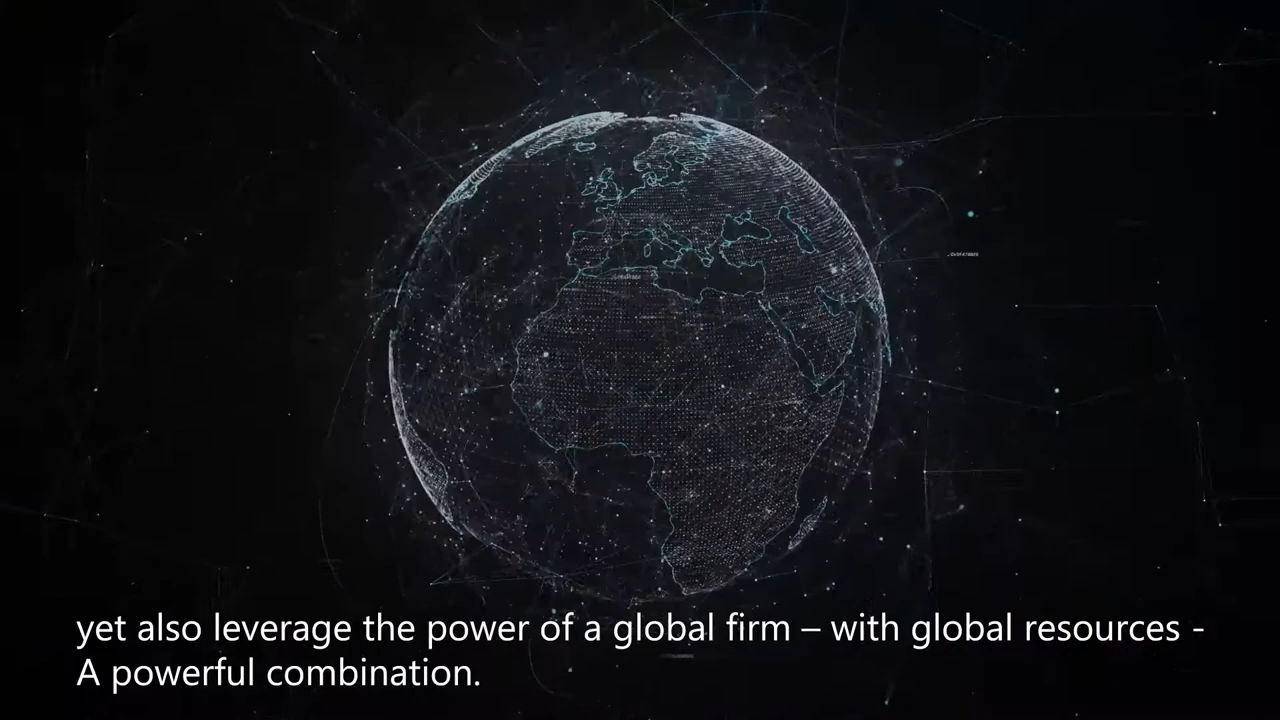 yet also leverage the power of a global firm – with global resources -
A powerful combination.